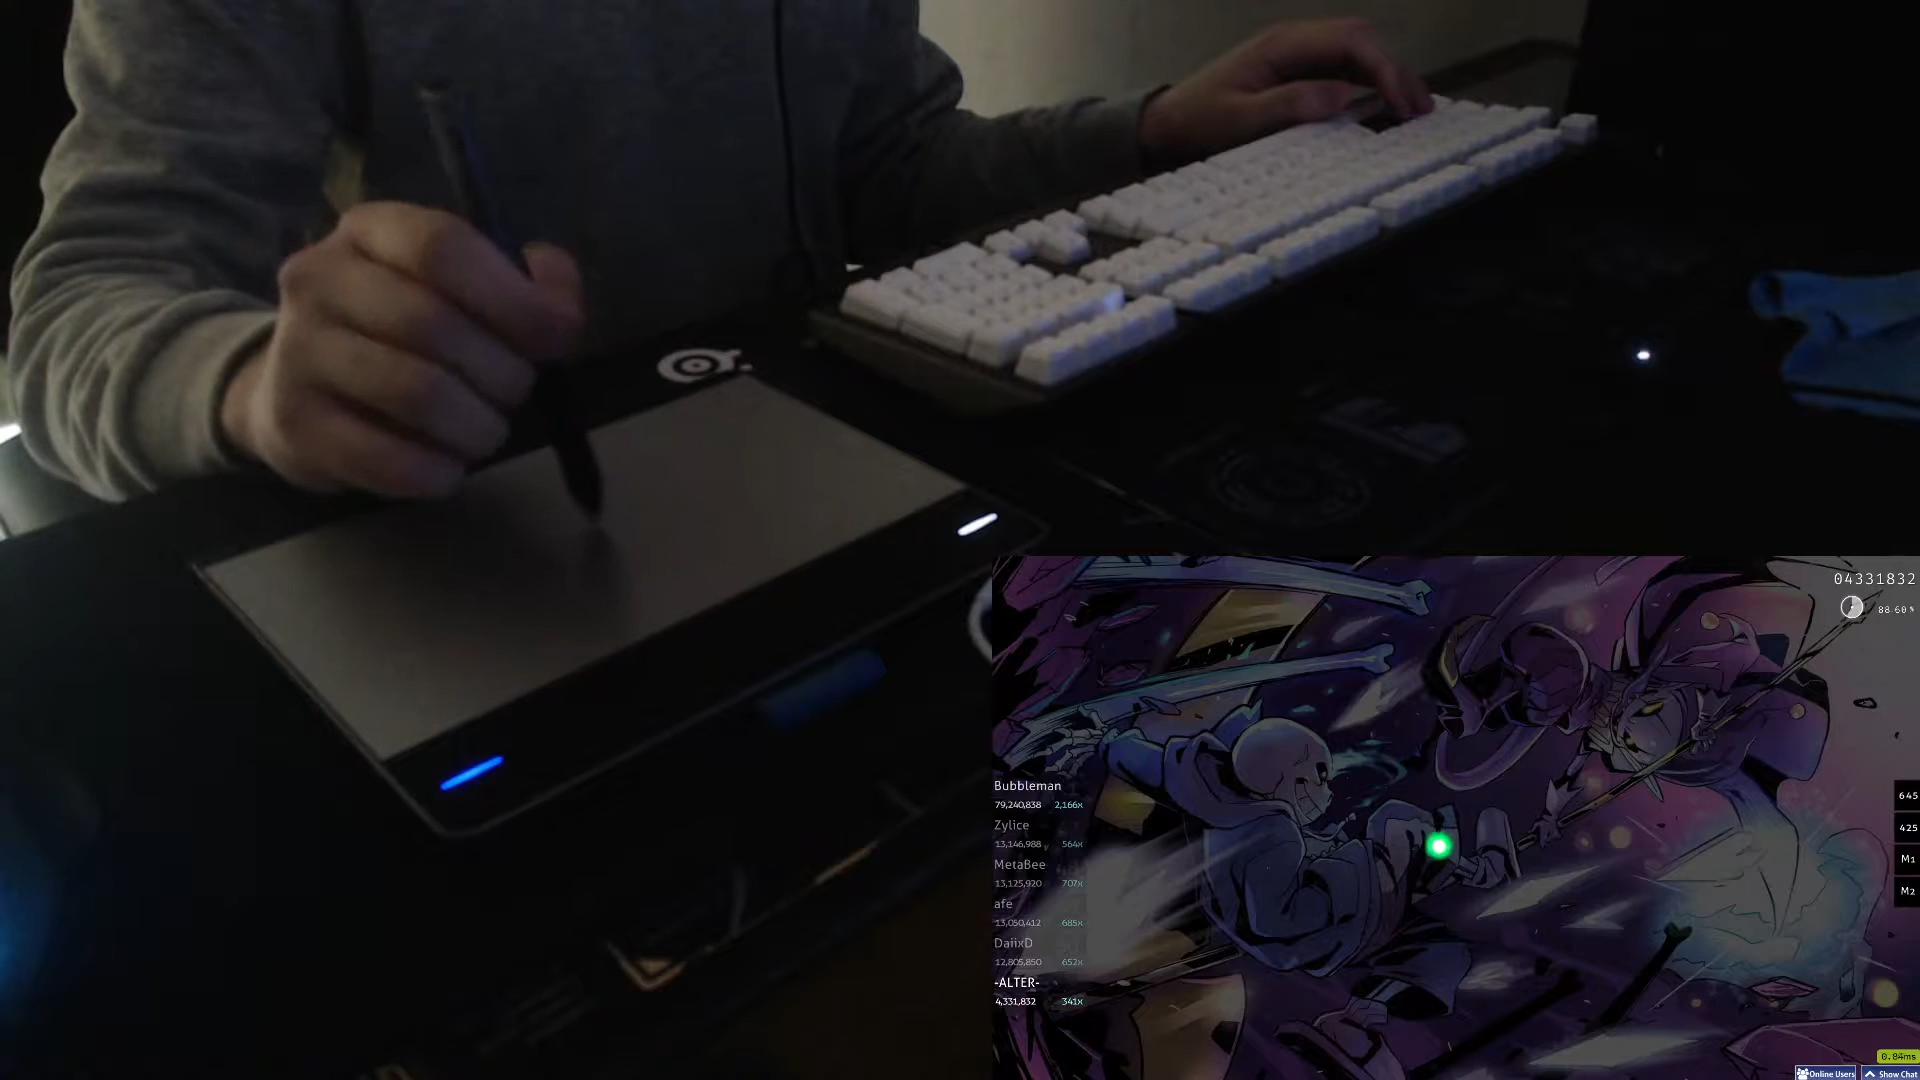 04331832
88.60%
Bubbleman
79,240,838 2,166x
Zylice
13,146,988 564x
MetaBee
13,125,920 707x
afe
13,050,412 685x
DaiixD
12,805,850 652x
-ALTER-
4,331,832 341x
645
425
M1
M2
0.84ms
Online Users
Show Chat